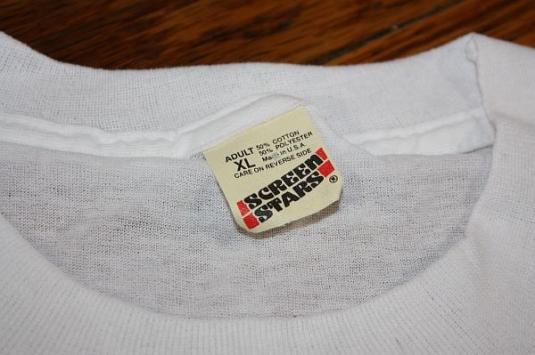 ADULT 50% COTTON
XL 50% POLYESTER
Made in U.S.A.
CARE ON REVERSE SIDE
SCREEN
STARS ®